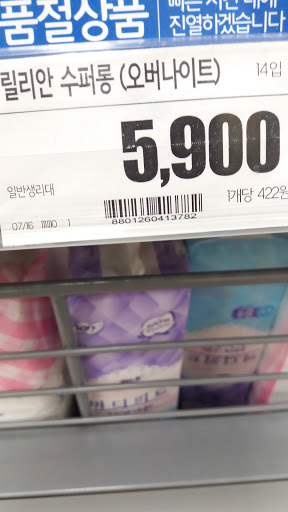 품절상품
빠른 시간 내에
진열하겠습니다
릴리안 수퍼롱 (오버나이트)
14입
5,900
일반생리대
1개당 422원
07/16
1
8801260413782